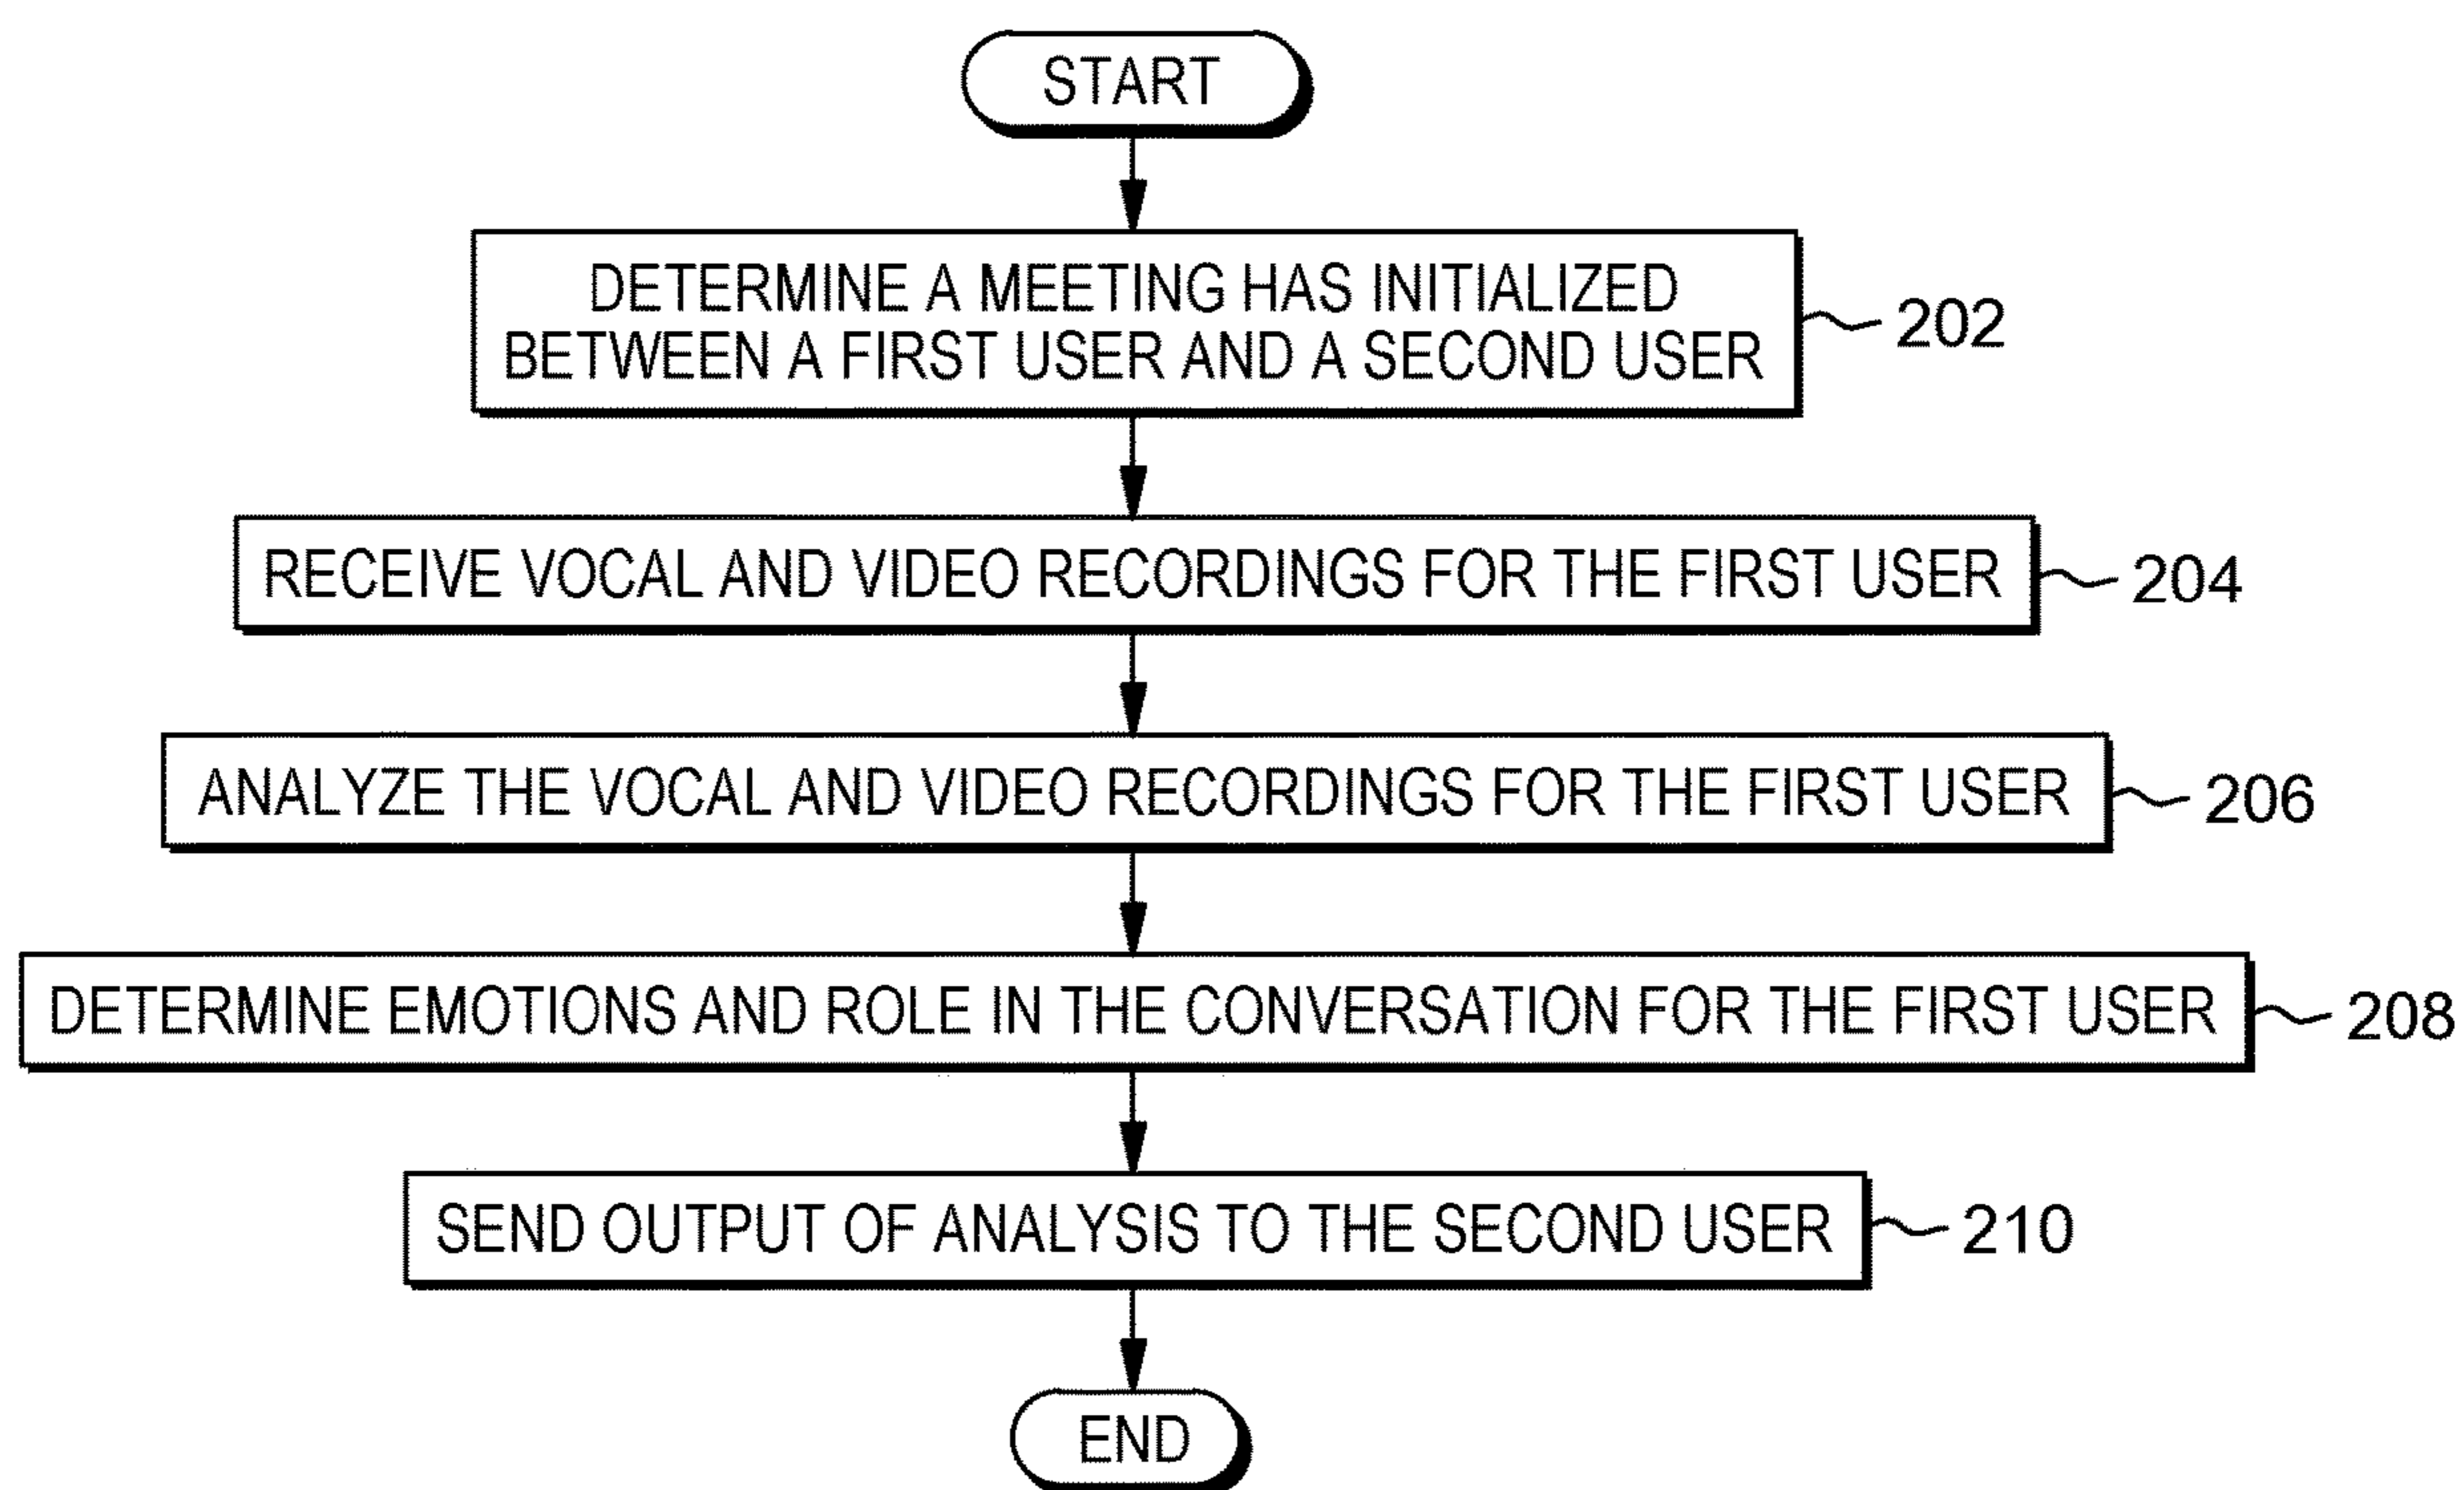 START
DETERMINE A MEETING HAS INITIALIZED
BETWEEN A FIRST USER AND A SECOND USER
202
RECEIVE VOCAL AND VIDEO RECORDINGS FOR THE FIRST USER
204
ANALYZE THE VOCAL AND VIDEO RECORDINGS FOR THE FIRST USER
206
DETERMINE EMOTIONS AND ROLE IN THE CONVERSATION FOR THE FIRST USER
208
SEND OUTPUT OF ANALYSIS TO THE SECOND USER
210
END